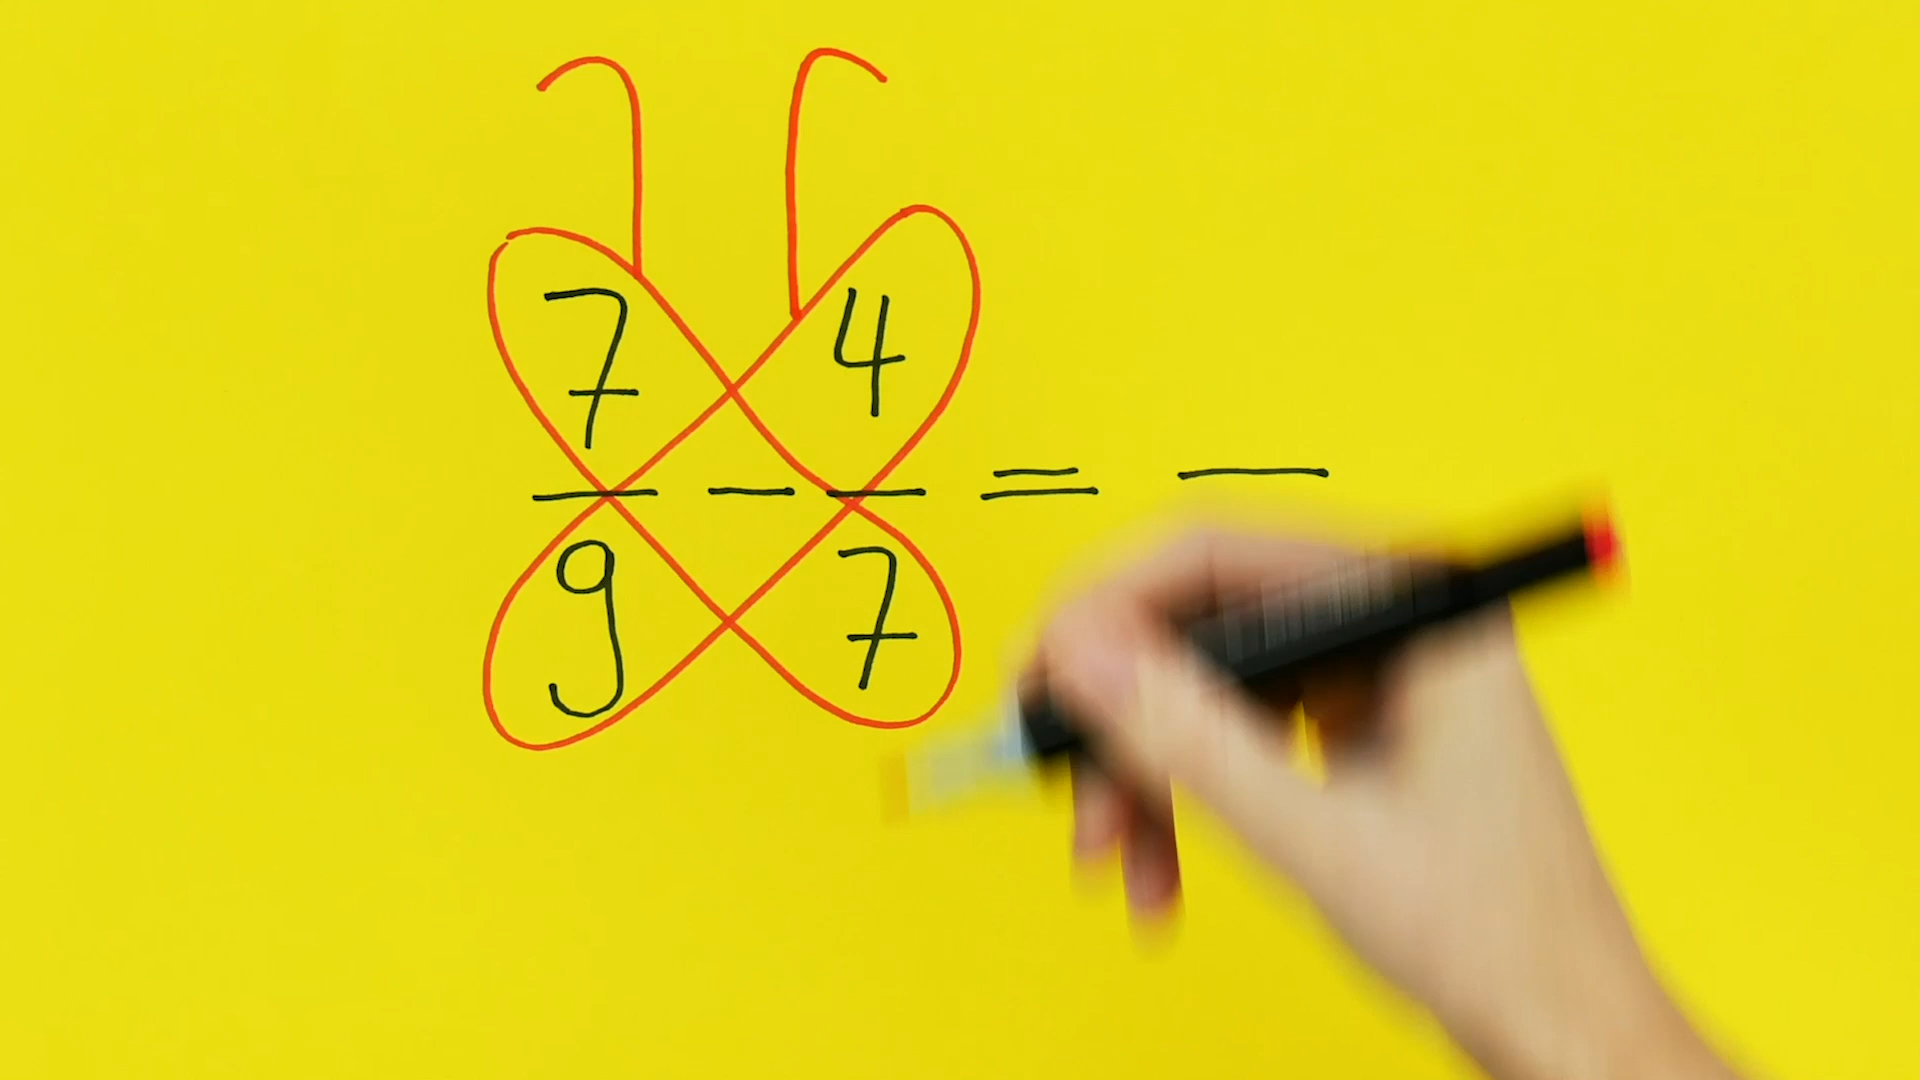 7 4
— - — = —
9 7